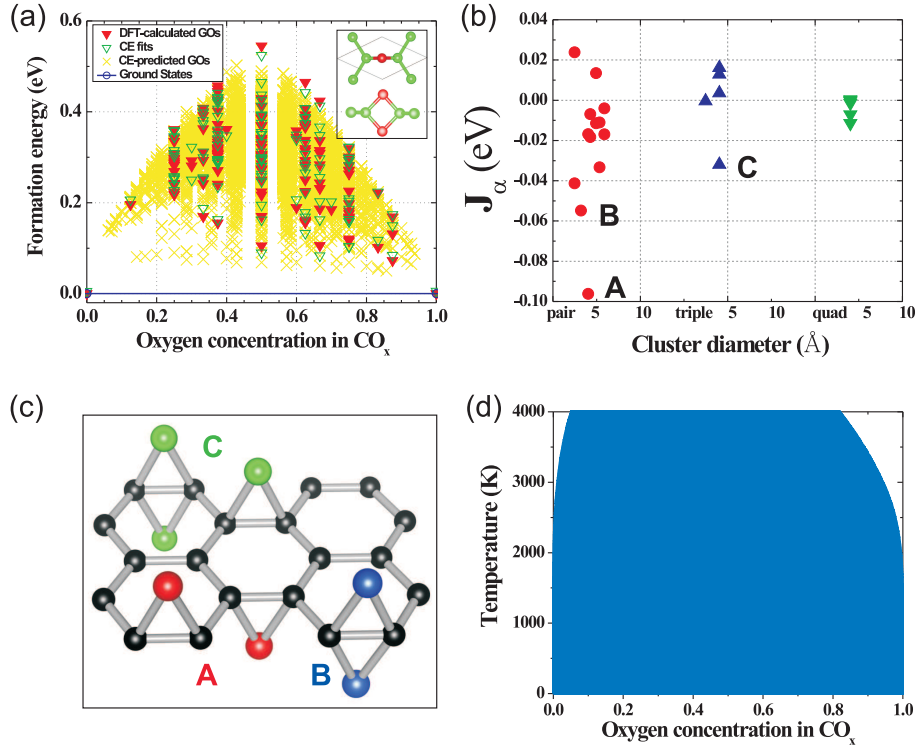 (a)
DFT-calculated GOs
CE fits
CE-predicted GOs
Ground States
Formation energy (eV)
0.6
0.4
0.2
0.0
0.0 0.2 0.4 0.6 0.8 1.0
Oxygen concentration in COₓ
(b)
J_α (eV)
0.02
0.00
-0.02
-0.04
-0.06
-0.08
-0.10
C
B
A
pair 5 10 triple 5 10 quad 5 10
Cluster diameter (Å)
(c)
C
A
B
(d)
Temperature (K)
4000
3000
2000
1000
0
0.0 0.2 0.4 0.6 0.8 1.0
Oxygen concentration in COₓ